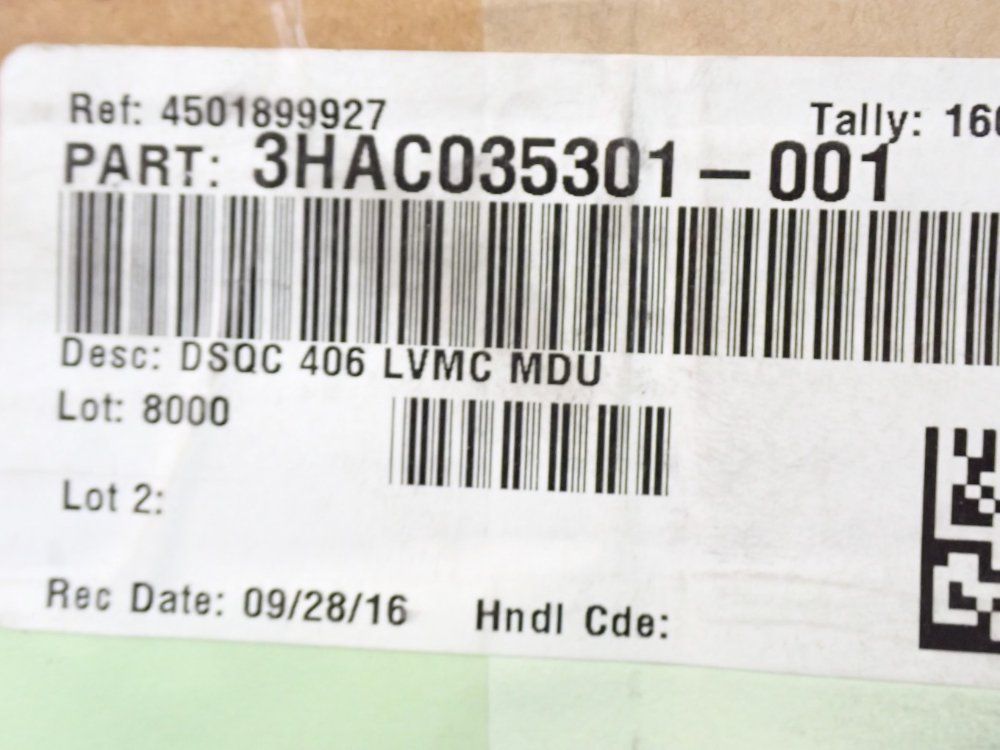 Ref: 4501899927
Tally: 160
PART: 3HAC035301-001
Desc: DSQC 406 LVMC MDU
Lot: 8000
Lot 2:
Rec Date: 09/28/16 Hndl Cde: